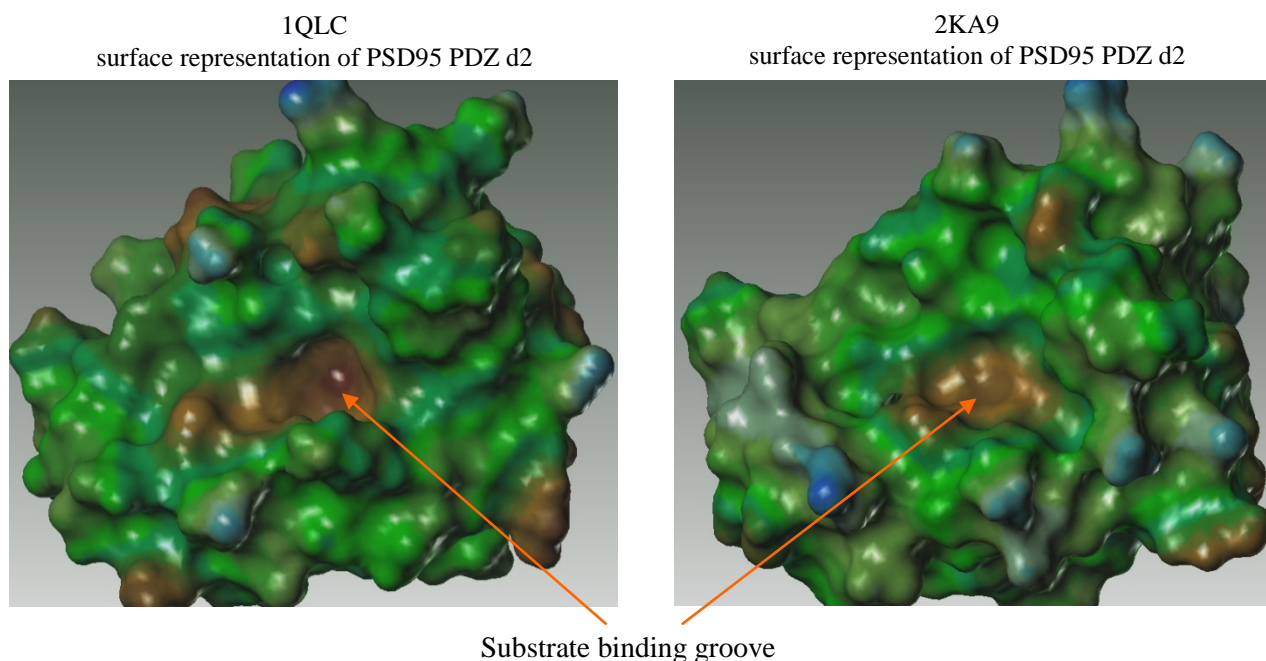 1QLC
surface representation of PSD95 PDZ d2
2KA9
surface representation of PSD95 PDZ d2
Substrate binding groove